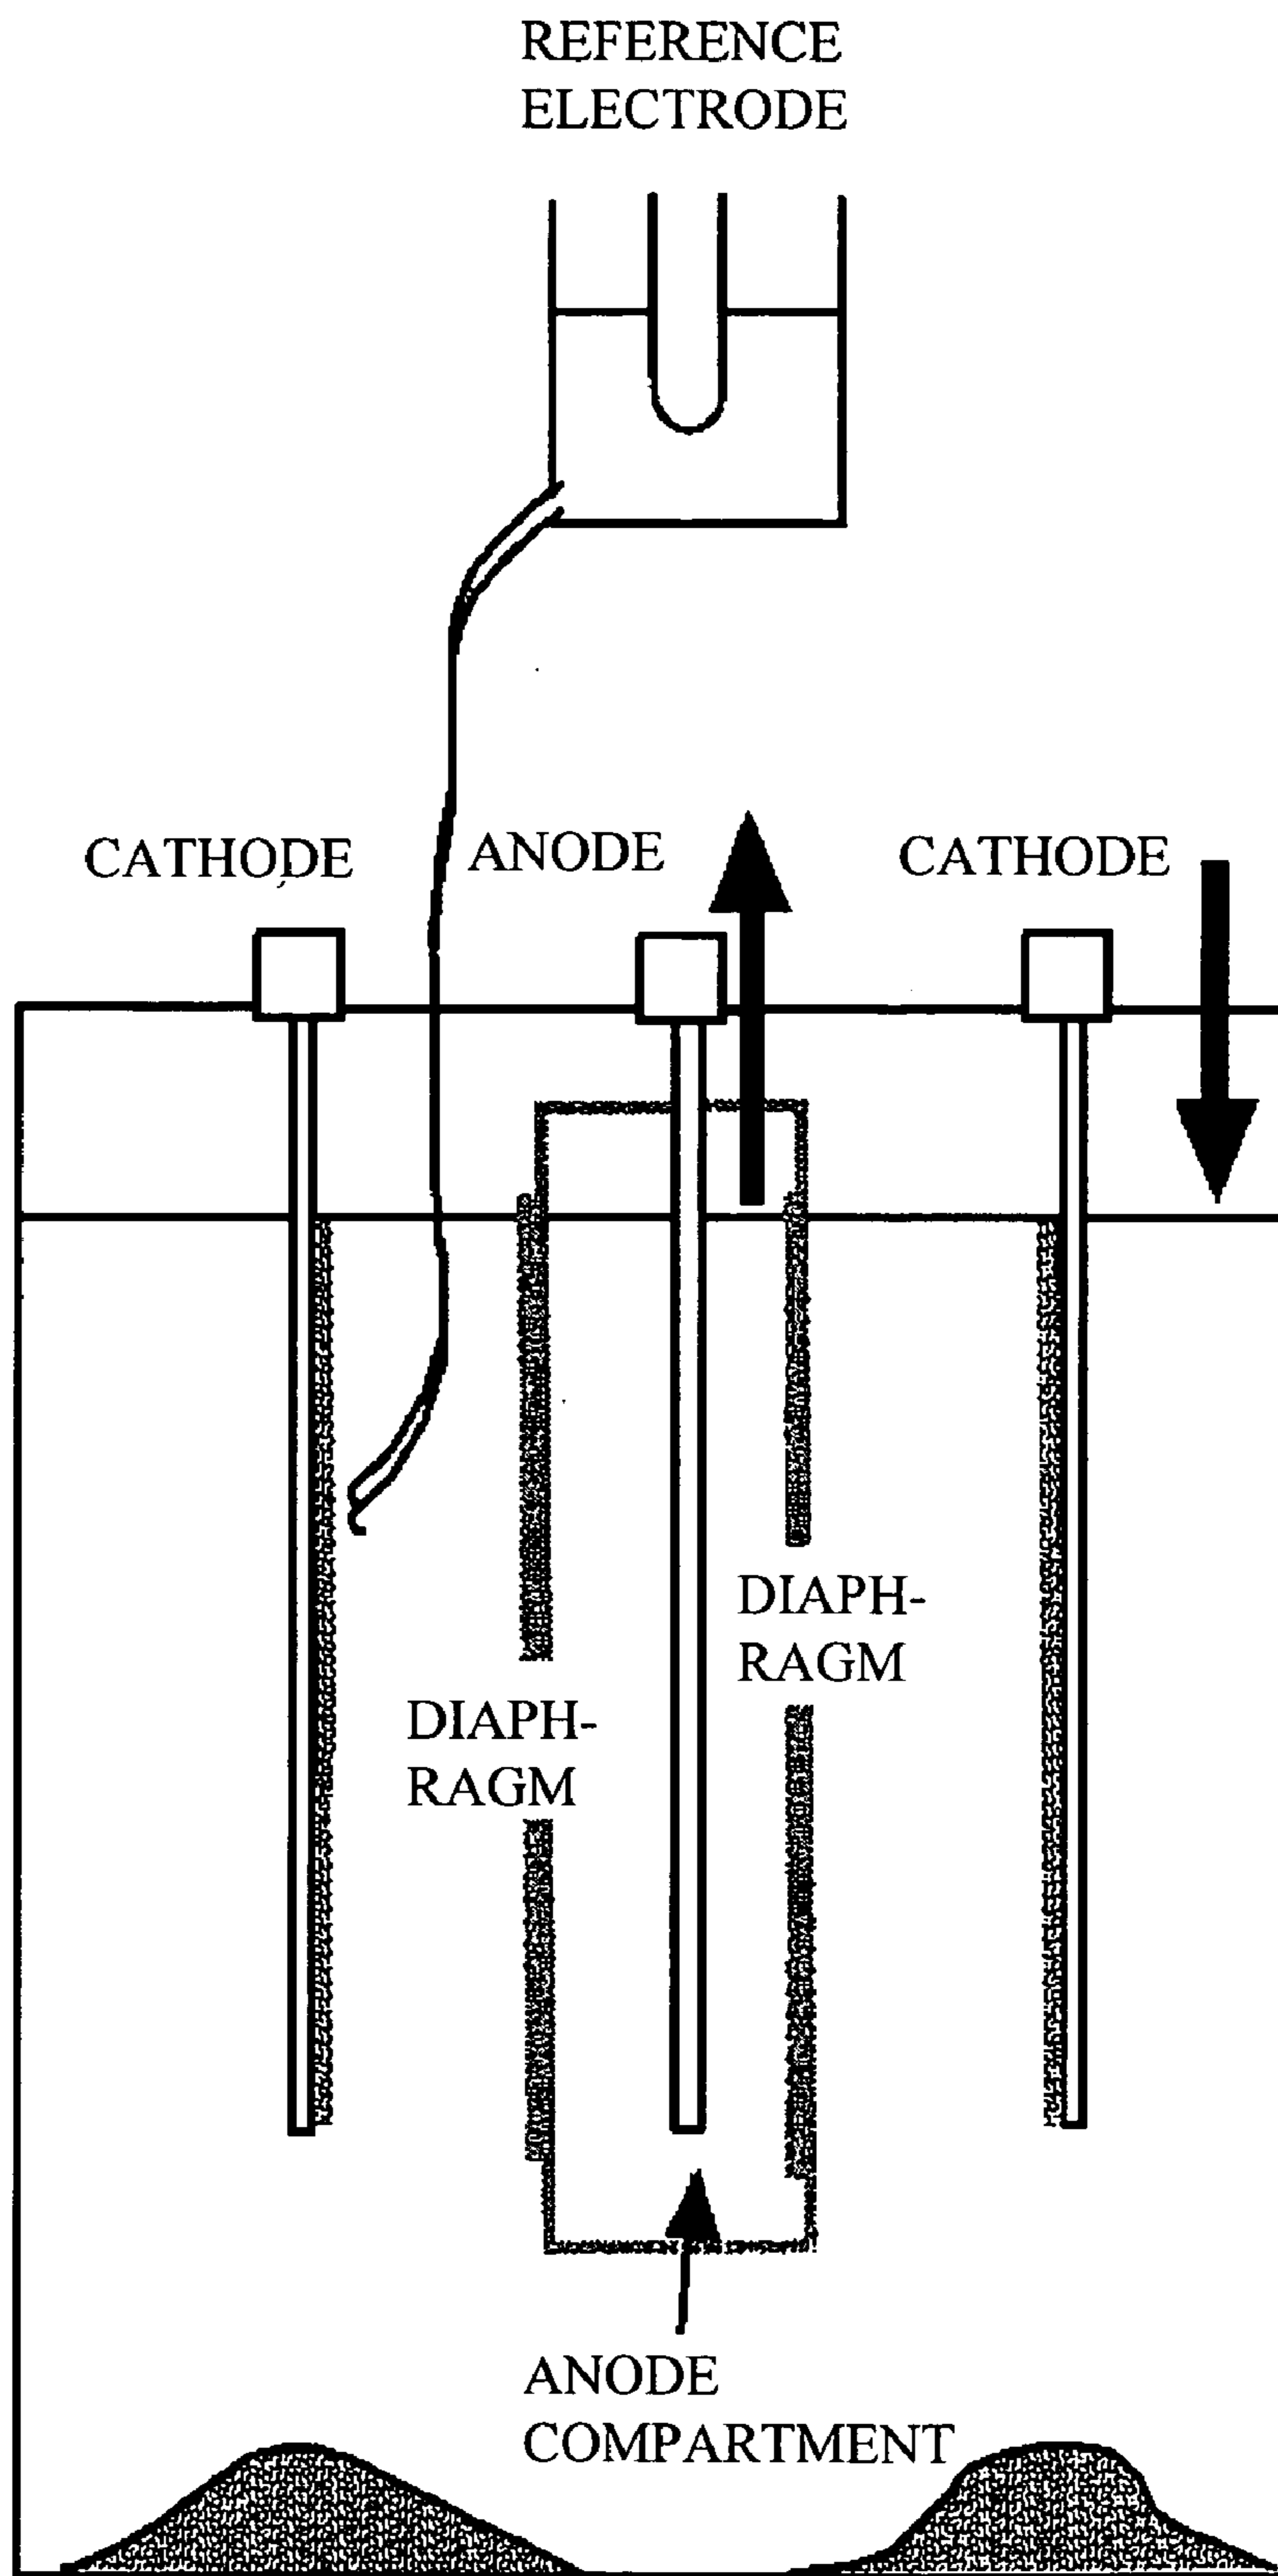 REFERENCE
ELECTRODE
CATHODE
ANODE
CATHODE
DIAPH-
RAGM
DIAPH-
RAGM
ANODE
COMPARTMENT